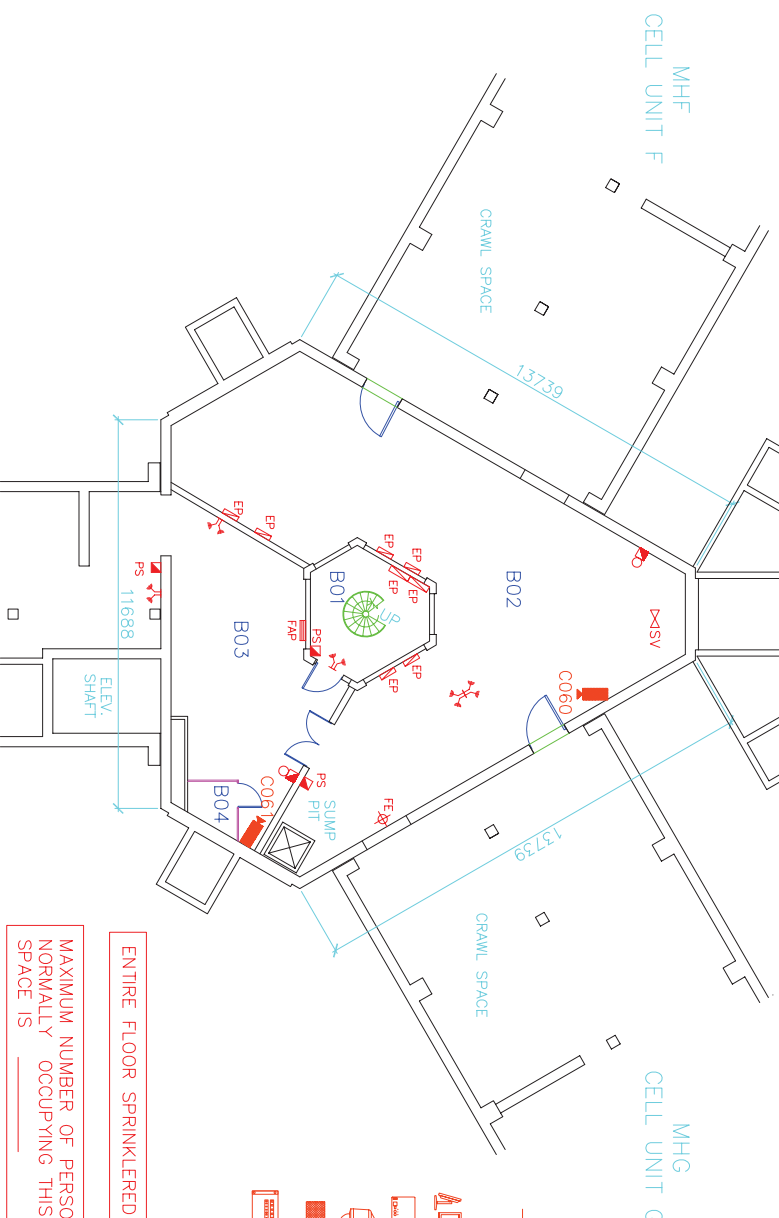 MHF
CELL UNIT F
CRAWL SPACE
13739
EP
EP
EP
EP
EP
EP
EP
EP
B01
UP
B02
SV
C060
PS
FAP
PS
B03
11688
ELEV.
SHAFT
PS
C061
B04
SUMP
PIT
FE
13739
CRAWL SPACE
MHG
CELL UNIT
ENTIRE FLOOR SPRINKLERED
MAXIMUM NUMBER OF PERSO
NORMALLY OCCUPYING THIS
SPACE IS